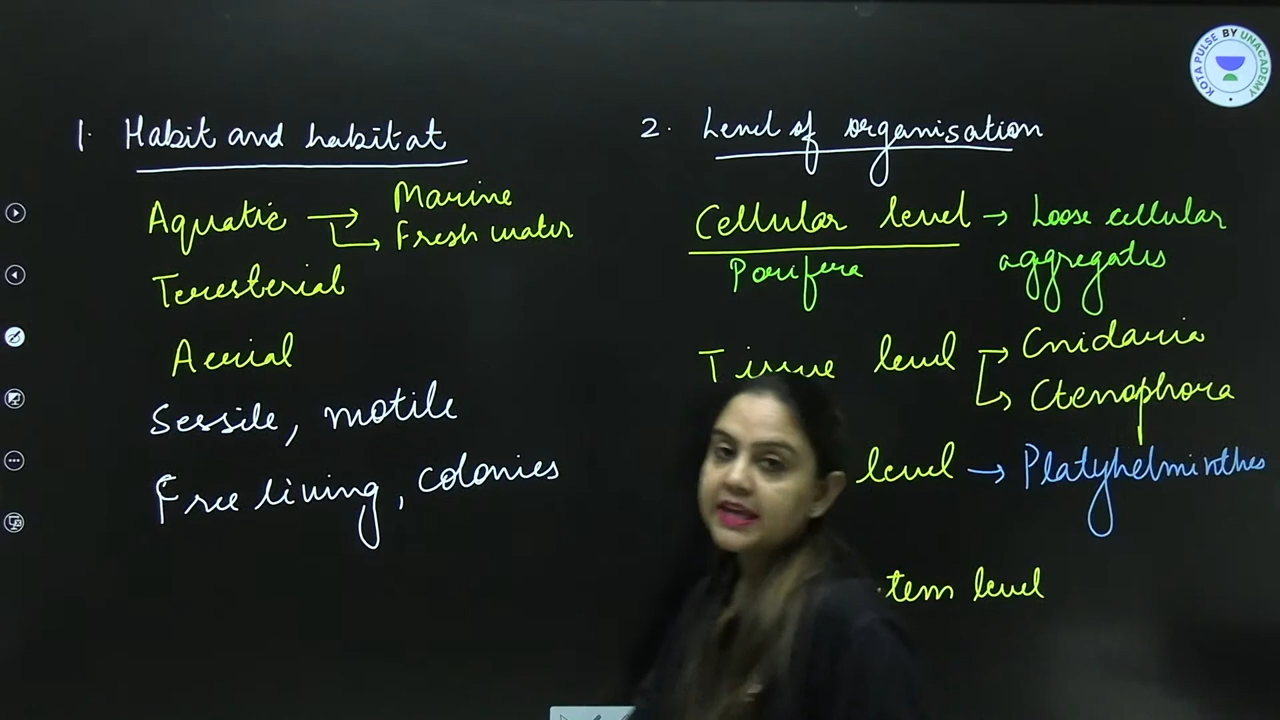 KOTA PULSE BY UNACADEMY
1. Habit and habitat
Aquatic → Marine
→ Fresh water
Terresterial
Aerial
Sessile, motile
Free living, colonies
2. Level of organisation
Cellular level → Loose cellular
Porifera aggregates
Tissue level → Cnidaria
→ Ctenophora
level → Platyhelminthes
tem level